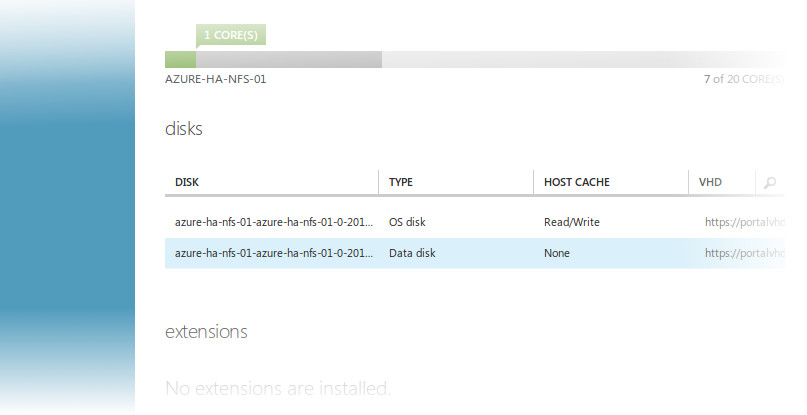 1 CORE(S)
AZURE-HA-NFS-01 7 of 20 CORE(S)
disks
DISK TYPE HOST CACHE VHD
azure-ha-nfs-01-azure-ha-nfs-01-0-201... OS disk Read/Write https://portalvhd
azure-ha-nfs-01-azure-ha-nfs-01-0-201... Data disk None https://portalvhd
extensions
No extensions are installed.